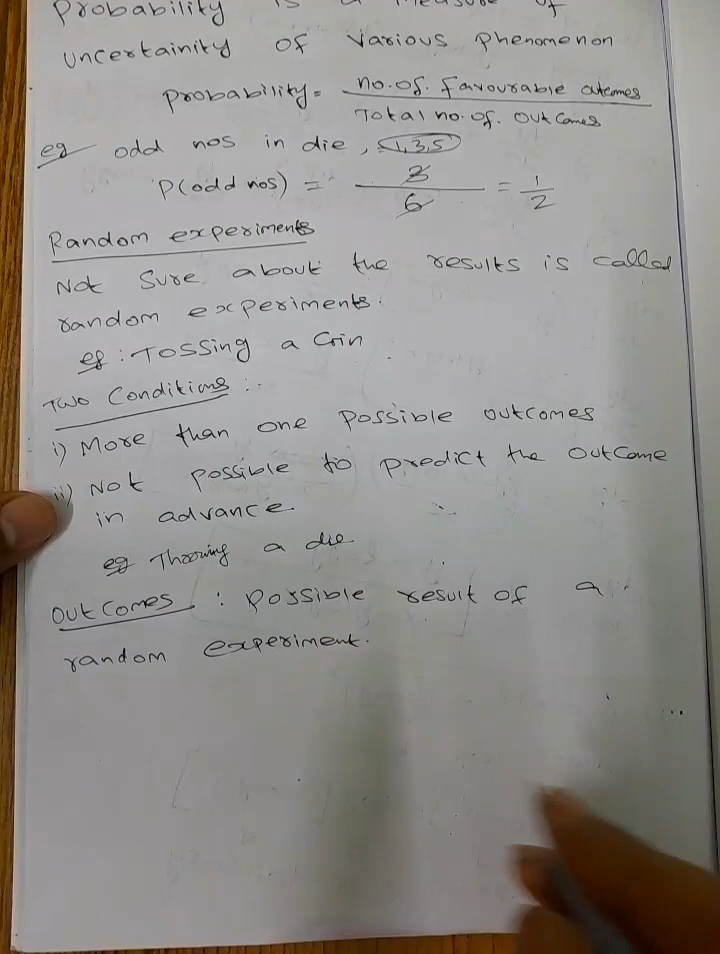 Probability is a measure of
uncertainity of various phenomenon
probability = no.of. favourable outcomes
Total no.of. outcomes
eg odd nos in die, 1,3,5
P(odd nos) = 3/6 = 1/2
Random experiments
Not sure about the results is called
random experiments.
eg : Tossing a coin
Two Conditions :-
i) More than one possible outcomes
ii) Not possible to predict the outcome
in advance.
eg Throwing a die.
Outcomes : possible result of a
random experiment.